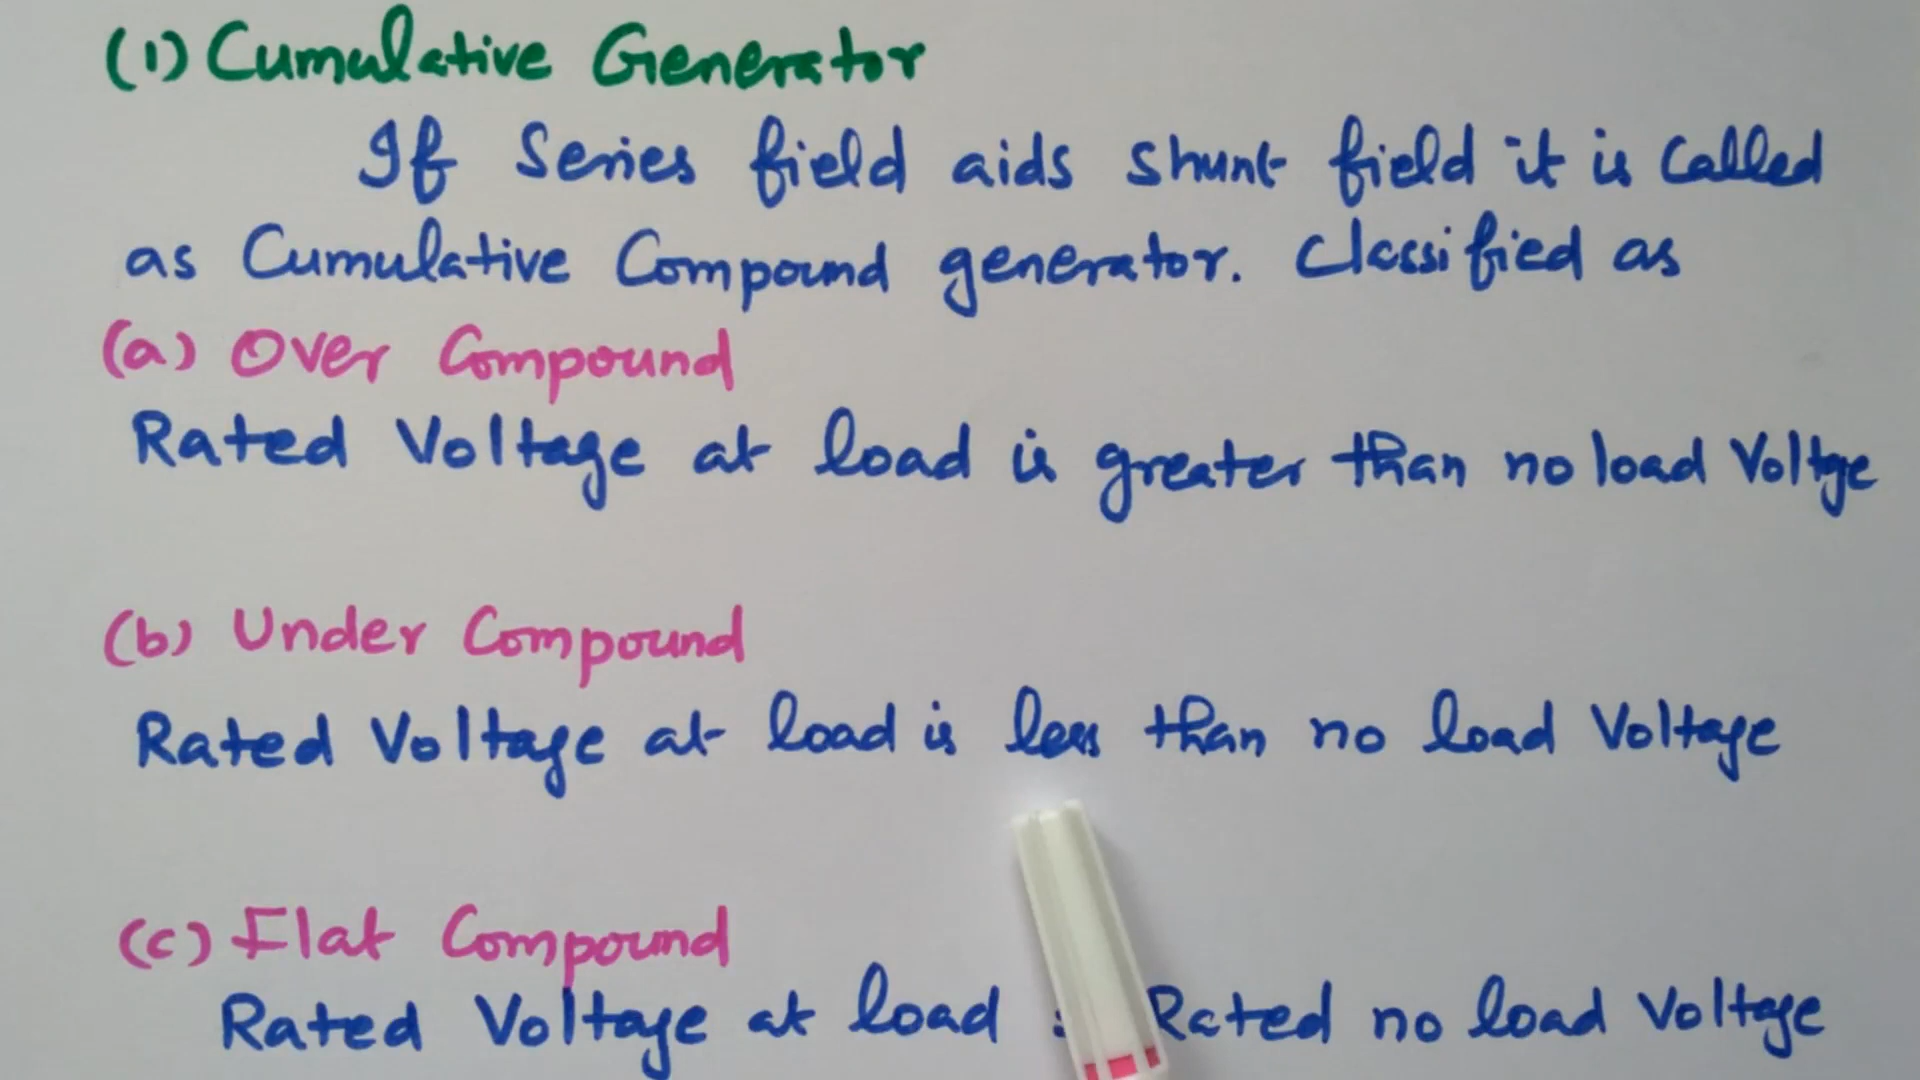 (1) Cumulative Generator
If Series field aids shunt field it is called
as Cumulative Compound generator. Classified as
(a) Over Compound
Rated Voltage at load is greater than no load Voltge
(b) Under Compound
Rated Voltage at load is less than no load Voltage
(c) Flat Compound
Rated Voltage at load Rated no load Voltage